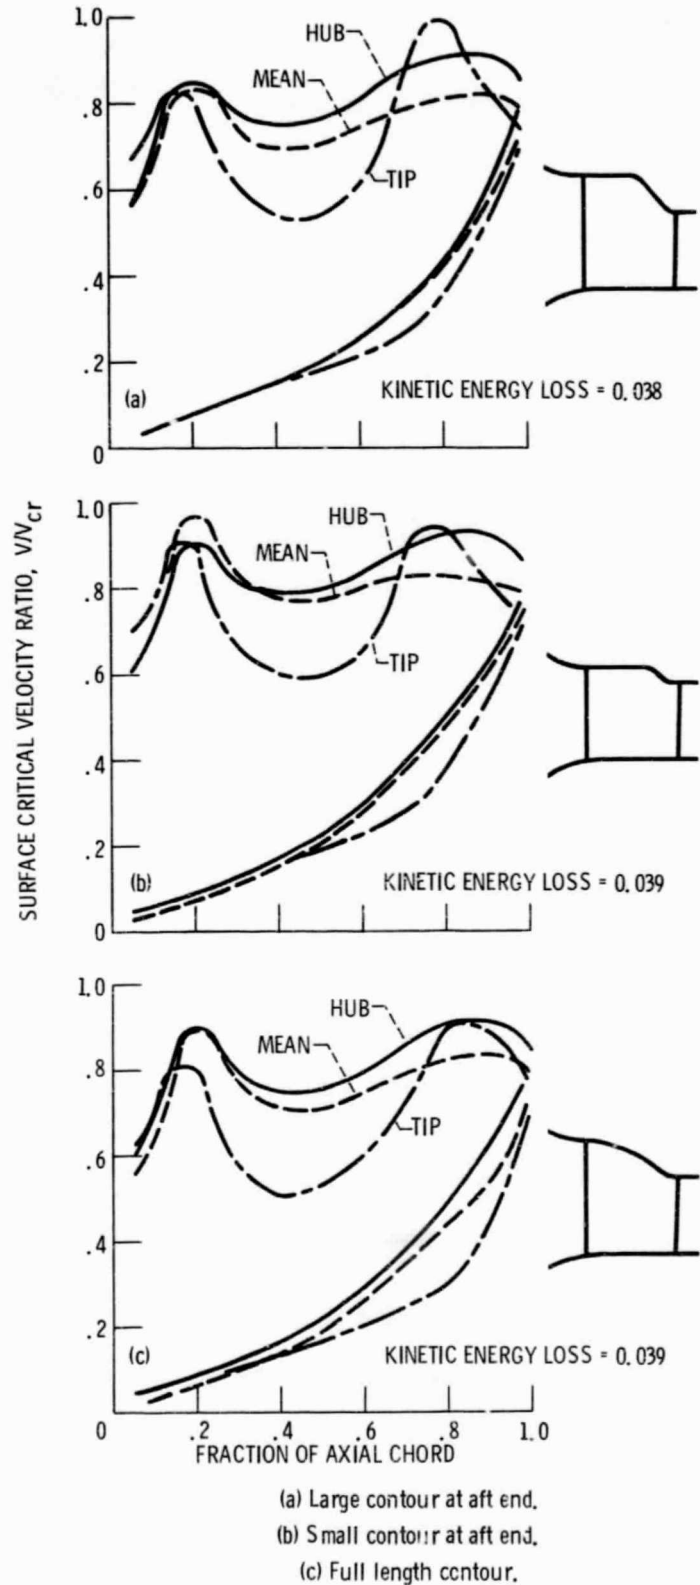 1.0
.8
.6
.4
.2
0
HUB
MEAN
TIP
(a)
KINETIC ENERGY LOSS = 0.038
SURFACE CRITICAL VELOCITY RATIO, V/Vcr
1.0
.8
.6
.4
.2
0
HUB
MEAN
TIP
(b)
KINETIC ENERGY LOSS = 0.039
1.0
.8
.6
.4
.2
HUB
MEAN
TIP
(c)
KINETIC ENERGY LOSS = 0.039
0 .2 .4 .6 .8 1.0
FRACTION OF AXIAL CHORD
(a) Large contour at aft end.
(b) Small contour at aft end.
(c) Full length contour.